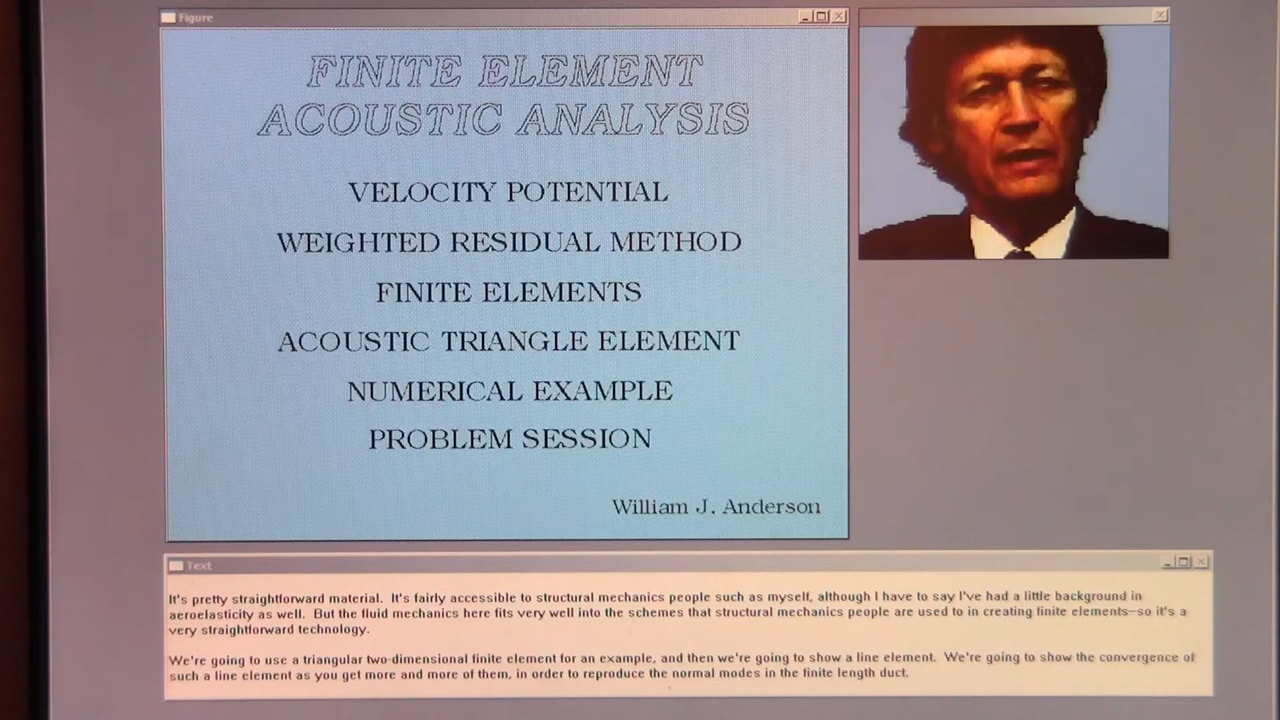 Figure
FINITE ELEMENT
ACOUSTIC ANALYSIS
VELOCITY POTENTIAL
WEIGHTED RESIDUAL METHOD
FINITE ELEMENTS
ACOUSTIC TRIANGLE ELEMENT
NUMERICAL EXAMPLE
PROBLEM SESSION
William J. Anderson
Text
It's pretty straightforward material. It's fairly accessible to structural mechanics people such as myself, although I have to say I've had a little background in
aeroelasticity as well. But the fluid mechanics here fits very well into the schemes that structural mechanics people are used to in creating finite elements—so it's a
very straightforward technology.
We're going to use a triangular two-dimensional finite element for an example, and then we're going to show a line element. We're going to show the convergence of
such a line element as you get more and more of them, in order to reproduce the normal modes in the finite length duct.